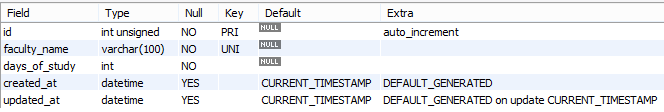 Field Type Null Key Default Extra
id int unsigned NO PRI NULL auto_increment
faculty_name varchar(100) NO UNI NULL
days_of_study int NO NULL
created_at datetime YES CURRENT_TIMESTAMP DEFAULT_GENERATED
updated_at datetime YES CURRENT_TIMESTAMP DEFAULT_GENERATED on update CURRENT_TIMESTAMP